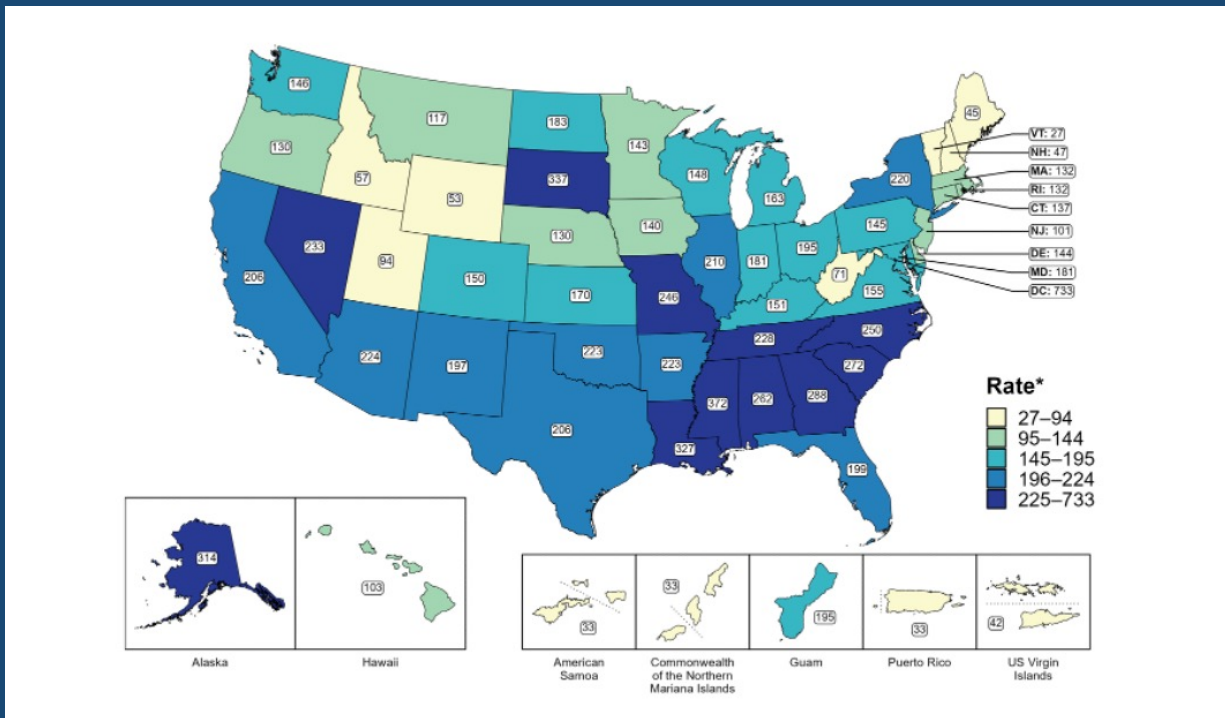 146
117
183
143
45
VT: 27
NH: 47
MA: 132
RI: 132
CT: 137
NJ: 101
DE: 144
MD: 181
DC: 733
130
57
53
337
148
163
220
206
233
94
150
130
140
210
181
195
145
71
155
170
246
151
224
197
223
223
228
250
272
372
262
288
206
327
199
Rate*
27–94
95–144
145–195
196–224
225–733
314
103
33
33
195
33
42
Alaska
Hawaii
American
Samoa
Commonwealth
of the Northern
Mariana Islands
Guam
Puerto Rico
US Virgin
Islands